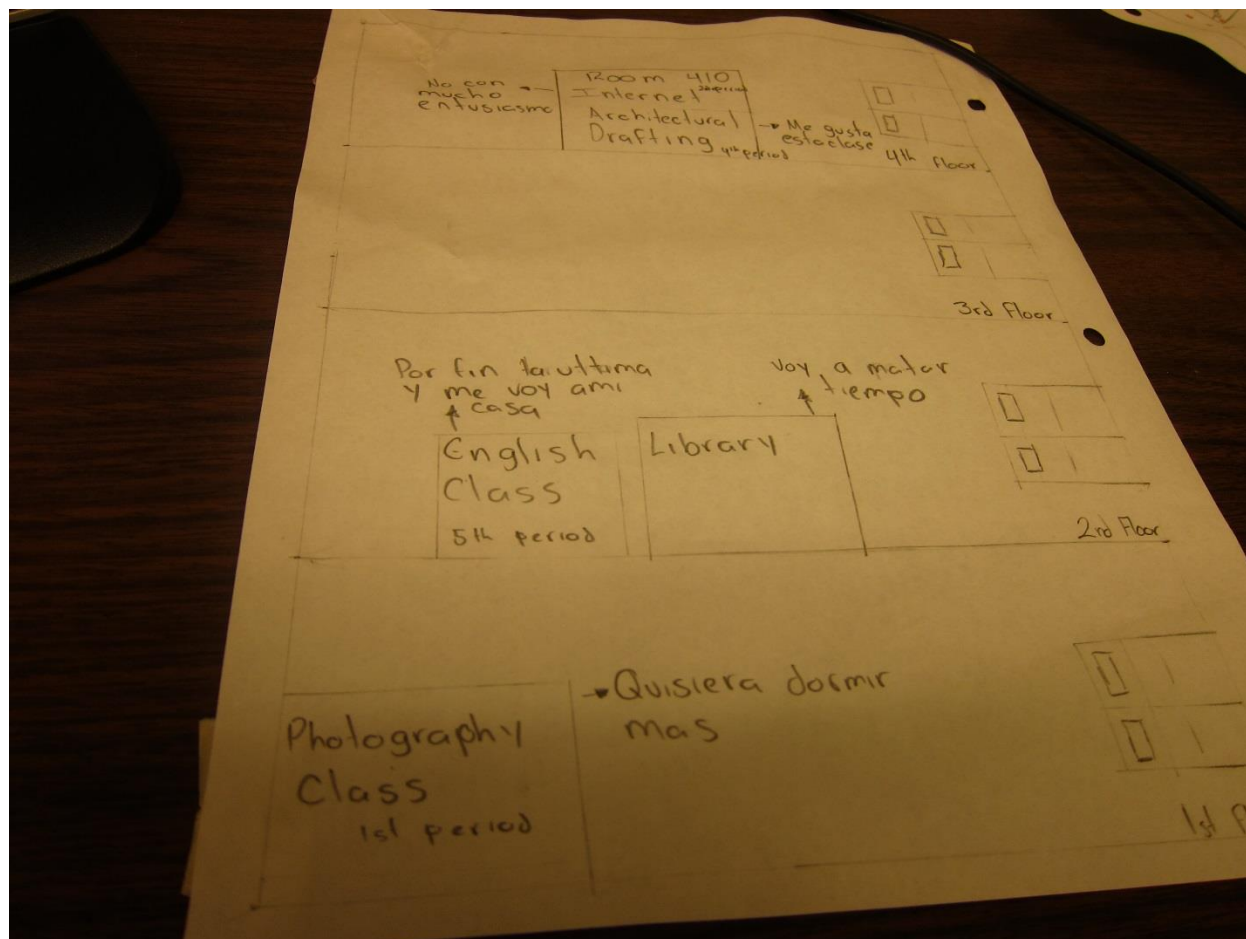 No con
mucho
entusiasmo
Room 410
Internet
Architectural
Drafting 4th period
Me gusta
esta clase
4th floor
3rd Floor
Por fin la ultima
y me voy ami
casa
English
Class
5th period
voy a matar
tiempo
Library
2rd Floor
Photography
Class
1st period
Quisiera dormir
mas
1st